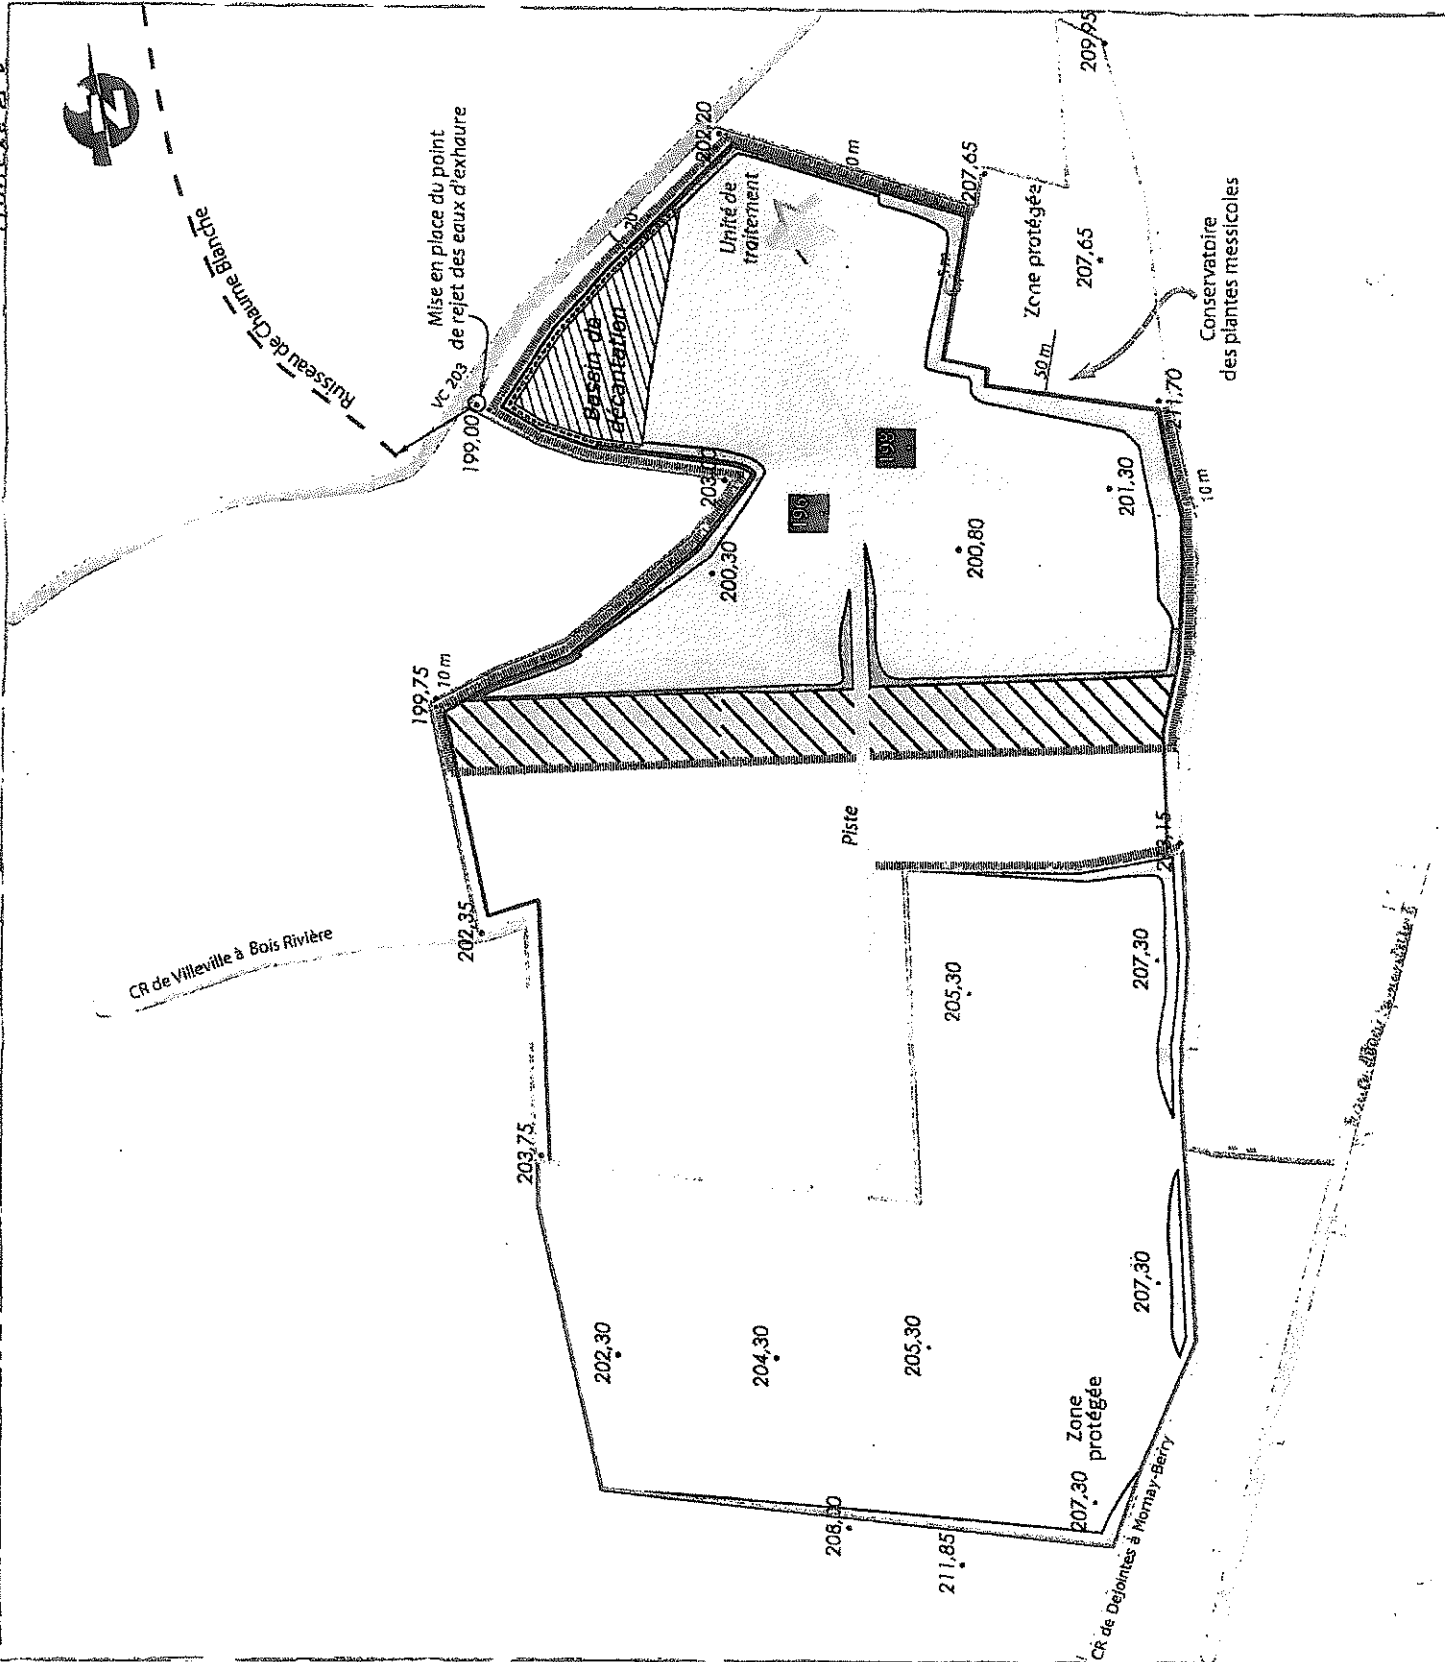 N
Ruisseau de Chaume Blanche
Mise en place du point
de rejet des eaux d'exhaure
VC 203
199,00
202,20
20
Bassin de
décantation
Unité de
traitement
207,65
209,95
Zone protégée
207,65
50 m
Conservatoire
des plantes messicoles
211,70
10 m
201,30
198
196
200,80
200,30
199,75
10 m
Piste
202,35
CR de Villeville à Bois Rivière
203,75
205,30
207,30
207,30
202,30
204,30
205,30
Zone
protégée
207,30
211,85
CR de Dejointes à Mornay-Berry